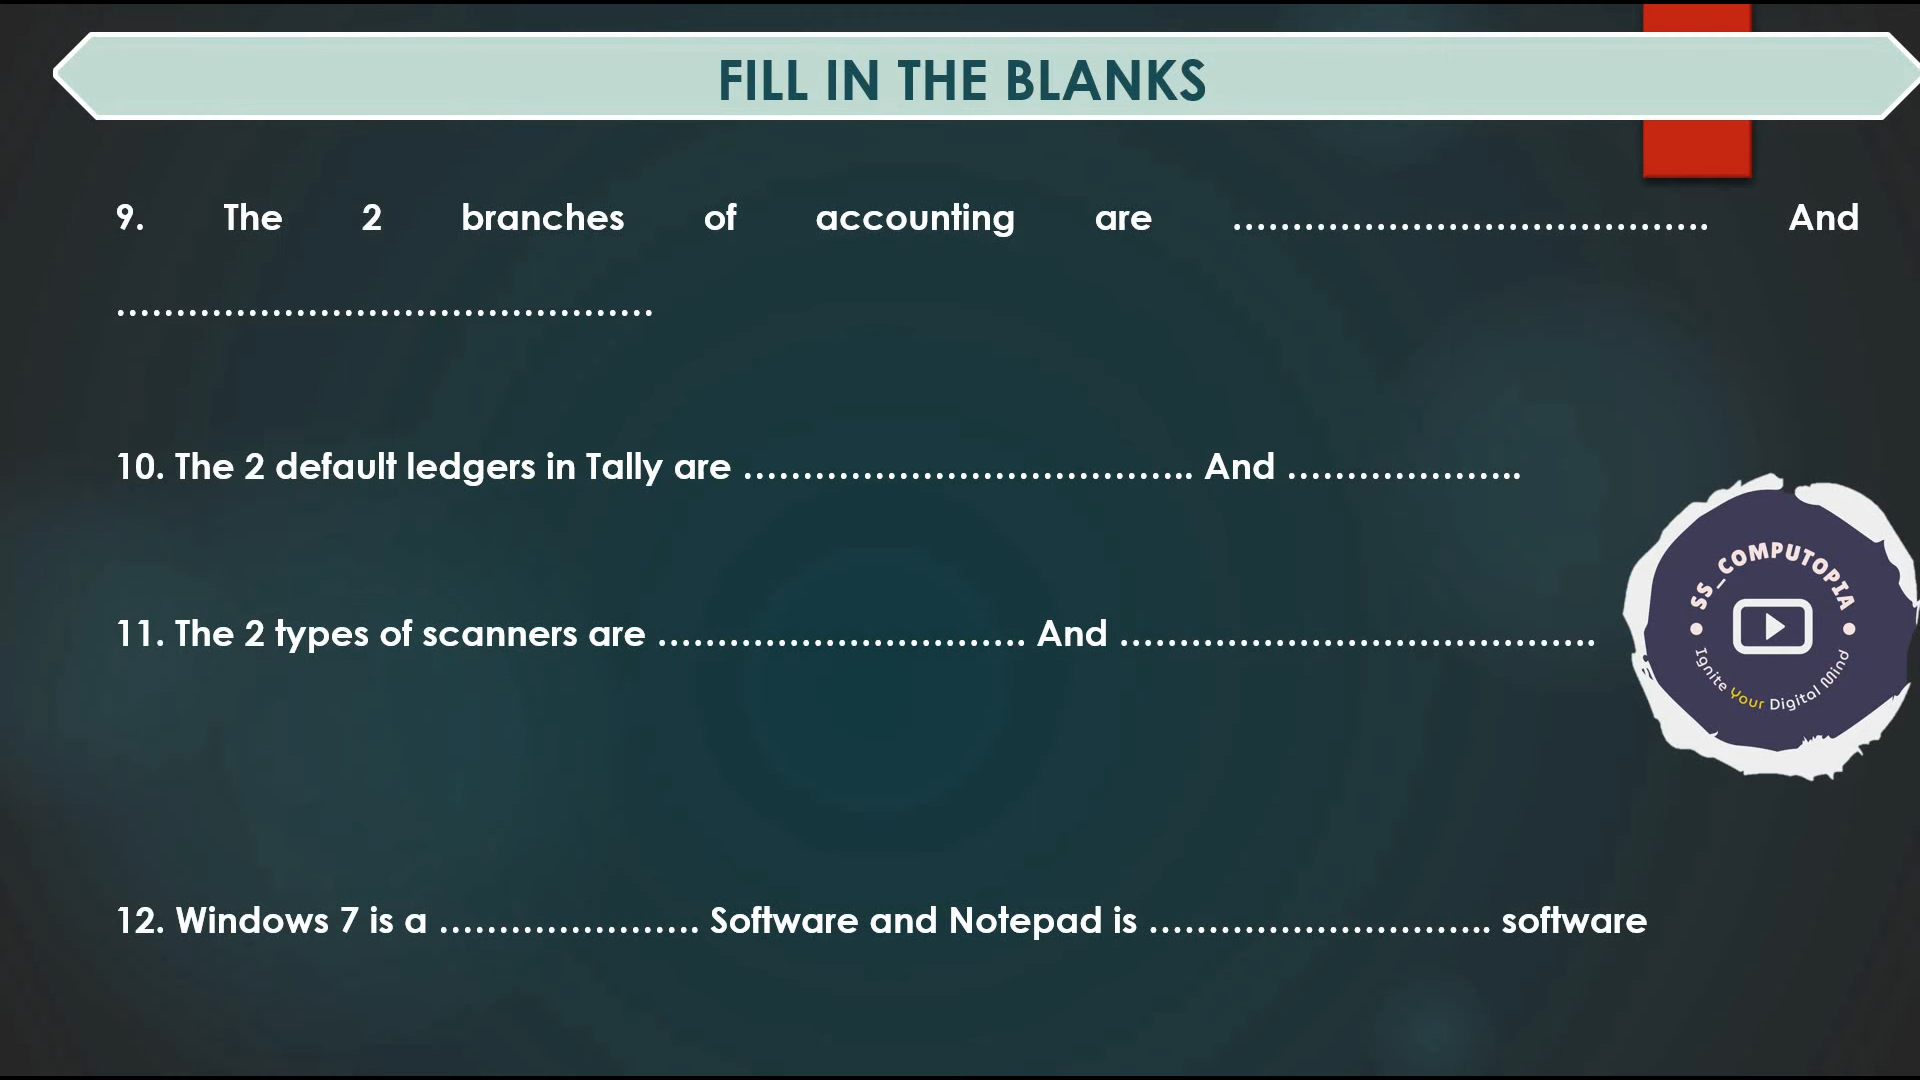 FILL IN THE BLANKS
9. The 2 branches of accounting are ........................................ And
.............................................
10. The 2 default ledgers in Tally are ...................................... And ....................
11. The 2 types of scanners are ............................... And ........................................
12. Windows 7 is a ...................... Software and Notepad is ............................. software
SS_COMPUTOPIA
Ignite Your Digital Mind